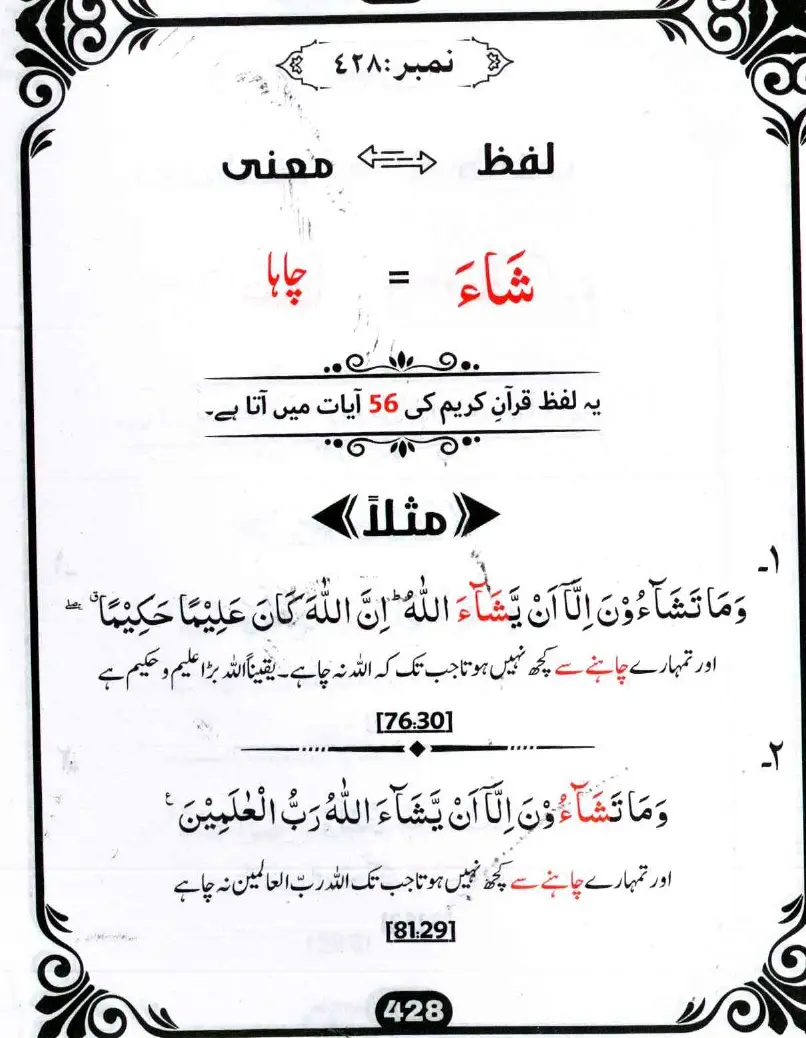 نمبر:٤٢٨
لفظ ⇐⇒ معنی
شَاءَ = چاہا
یہ لفظ قرآنِ کریم کی 56 آیات میں آتا ہے۔
مثلاً
١۔
وَمَا تَشَآءُوْنَ اِلَّآ اَنْ يَّشَآءَ اللّٰهُ ؕ اِنَّ اللّٰهَ كَانَ عَلِيْمًا حَكِيْمًا
اور تمہارے چاہنے سے کچھ نہیں ہوتا جب تک کہ اللہ نہ چاہے۔ یقیناً اللہ بڑا علیم و حکیم ہے
[76:30]
٢۔
وَمَا تَشَآءُوْنَ اِلَّآ اَنْ يَّشَآءَ اللّٰهُ رَبُّ الْعٰلَمِيْنَ ع
اور تمہارے چاہنے سے کچھ نہیں ہوتا جب تک اللہ ربّ العالمین نہ چاہے
[81:29]
428